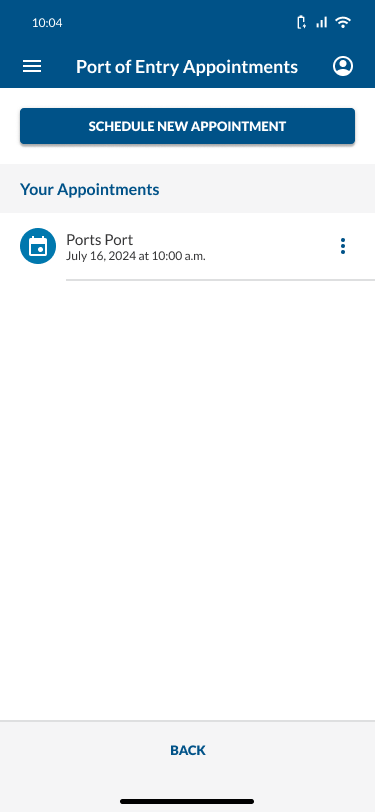 10:04
Port of Entry Appointments
SCHEDULE NEW APPOINTMENT
Your Appointments
Ports Port
July 16, 2024 at 10:00 a.m.
BACK